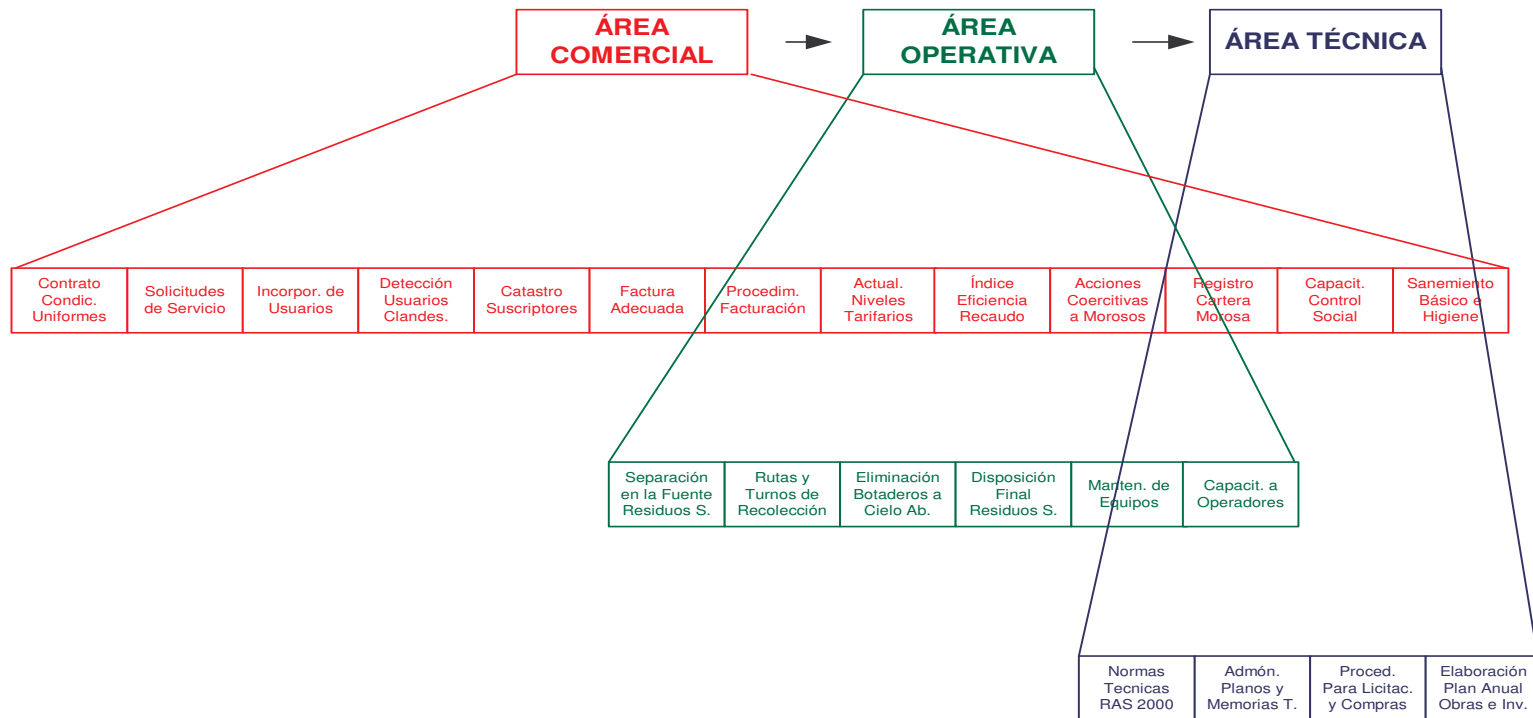 ÁREA
COMERCIAL
ÁREA
OPERATIVA
ÁREA TÉCNICA
Contrato
Condic.
Uniformes
Solicitudes
de Servicio
Incorpor. de
Usuarios
Detección
Usuarios
Clandes.
Catastro
Suscriptores
Factura
Adecuada
Procedim.
Facturación
Actual.
Niveles
Tarifarios
Índice
Eficiencia
Recaudo
Acciones
Coercitivas
a Morosos
Registro
Cartera
Morosa
Capacit.
Control
Social
Sanemiento
Básico e
Higiene
Separación
en la Fuente
Residuos S.
Rutas y
Turnos de
Recolección
Eliminación
Botaderos a
Cielo Ab.
Disposición
Final
Residuos S.
Manten. de
Equipos
Capacit. a
Operadores
Normas
Tecnicas
RAS 2000
Admón.
Planos y
Memorias T.
Proced.
Para Licitac.
y Compras
Elaboración
Plan Anual
Obras e Inv.